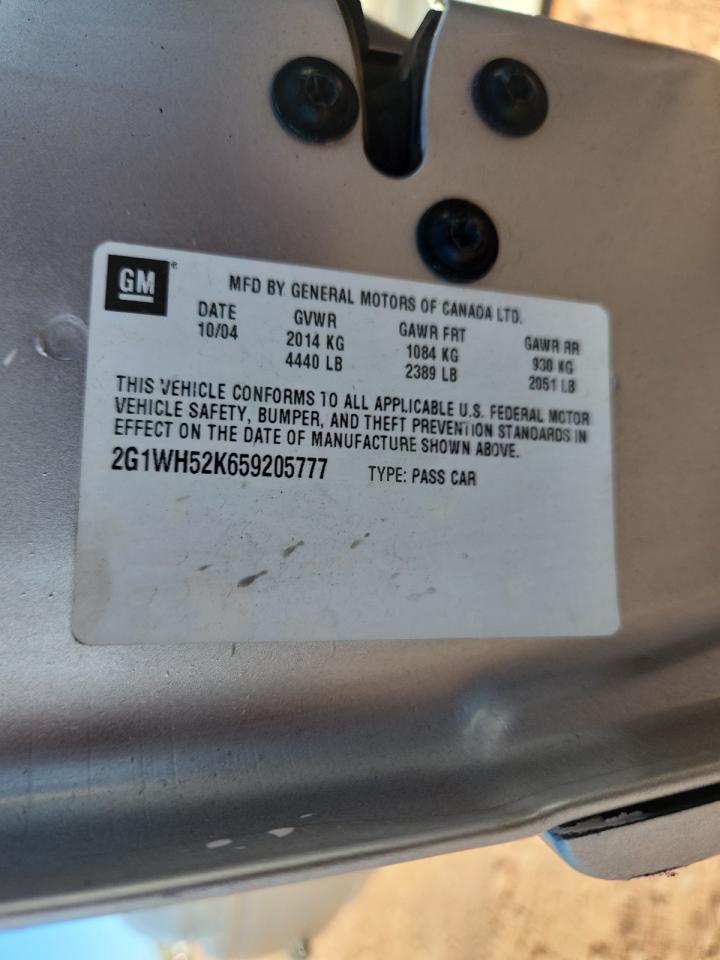 GM
MFD BY GENERAL MOTORS OF CANADA LTD.
DATE GVWR GAWR FRT GAWR RR
10/04 2014 KG 1084 KG 930 KG
4440 LB 2389 LB 2051 LB
THIS VEHICLE CONFORMS TO ALL APPLICABLE U.S. FEDERAL MOTOR
VEHICLE SAFETY, BUMPER, AND THEFT PREVENTION STANDARDS IN
EFFECT ON THE DATE OF MANUFACTURE SHOWN ABOVE.
2G1WH52K659205777 TYPE: PASS CAR